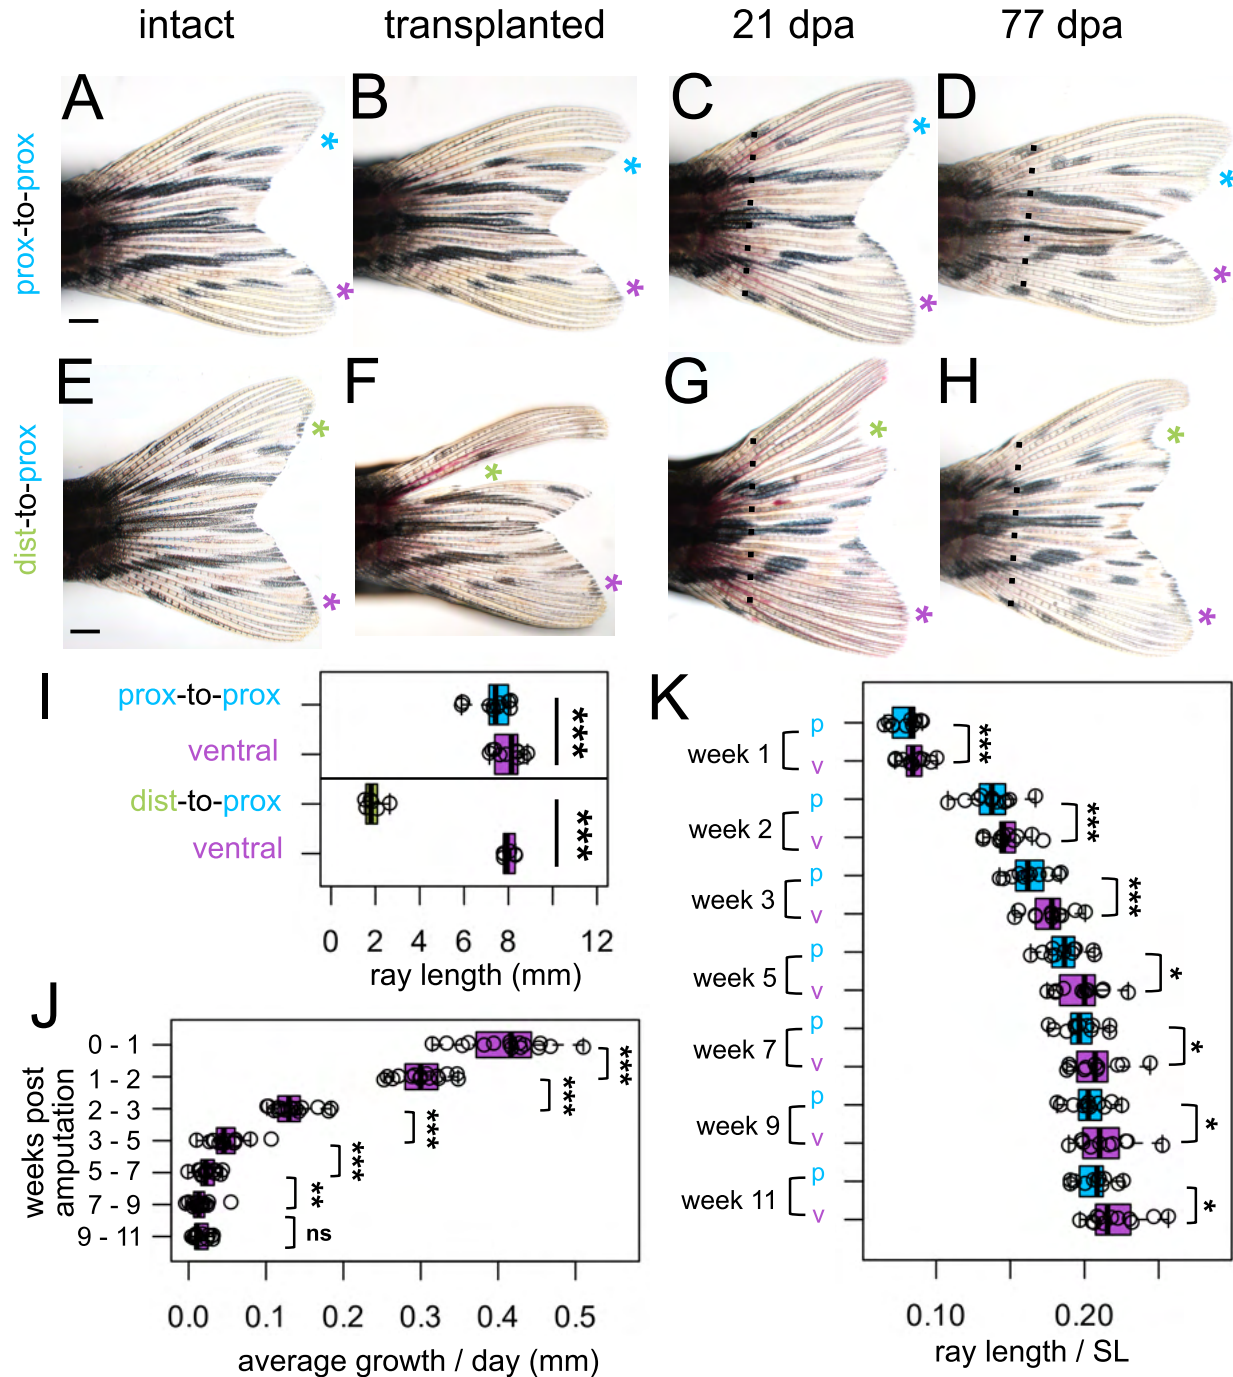 intact transplanted 21 dpa 77 dpa
prox-to-prox
A B C D
* * * *
* * * *
dist-to-prox
E F G H
* * * *
* * * *
I
prox-to-prox
ventral
***
dist-to-prox
ventral
***
0 2 4 6 8 12
ray length (mm)
J
weeks post
amputation
0 - 1
***
1 - 2
***
2 - 3
***
3 - 5
***
5 - 7
**
7 - 9
ns
9 - 11
0.0 0.1 0.2 0.3 0.4 0.5
average growth / day (mm)
K
week 1 p v ***
week 2 p v ***
week 3 p v ***
week 5 p v *
week 7 p v *
week 9 p v *
week 11 p v *
0.10 0.20
ray length / SL